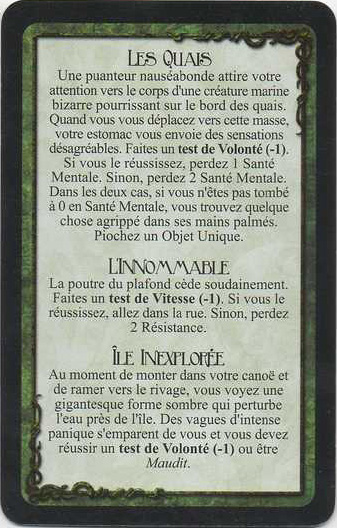 LES QUAIS
Une puanteur nauséabonde attire votre
attention vers le corps d'une créature marine
bizarre pourrissant sur le bord des quais.
Quand vous vous déplacez vers cette masse,
votre estomac vous envoie des sensations
désagréables. Faites un test de Volonté (-1).
Si vous le réussissez, perdez 1 Santé
Mentale. Sinon, perdez 2 Santé Mentale.
Dans les deux cas, si vous n'êtes pas tombé
à 0 en Santé Mentale, vous trouvez quelque
chose agrippé dans ses mains palmés.
Piochez un Objet Unique.
L'INNOMMABLE
La poutre du plafond cède soudainement.
Faites un test de Vitesse (-1). Si vous le
réussissez, allez dans la rue. Sinon, perdez
2 Résistance.
ÎLE INEXPLORÉE
Au moment de monter dans votre canoë et
de ramer vers le rivage, vous voyez une
gigantesque forme sombre qui perturbe
l'eau près de l'île. Des vagues d'intense
panique s'emparent de vous et vous devez
réussir un test de Volonté (-1) ou être
Maudit.